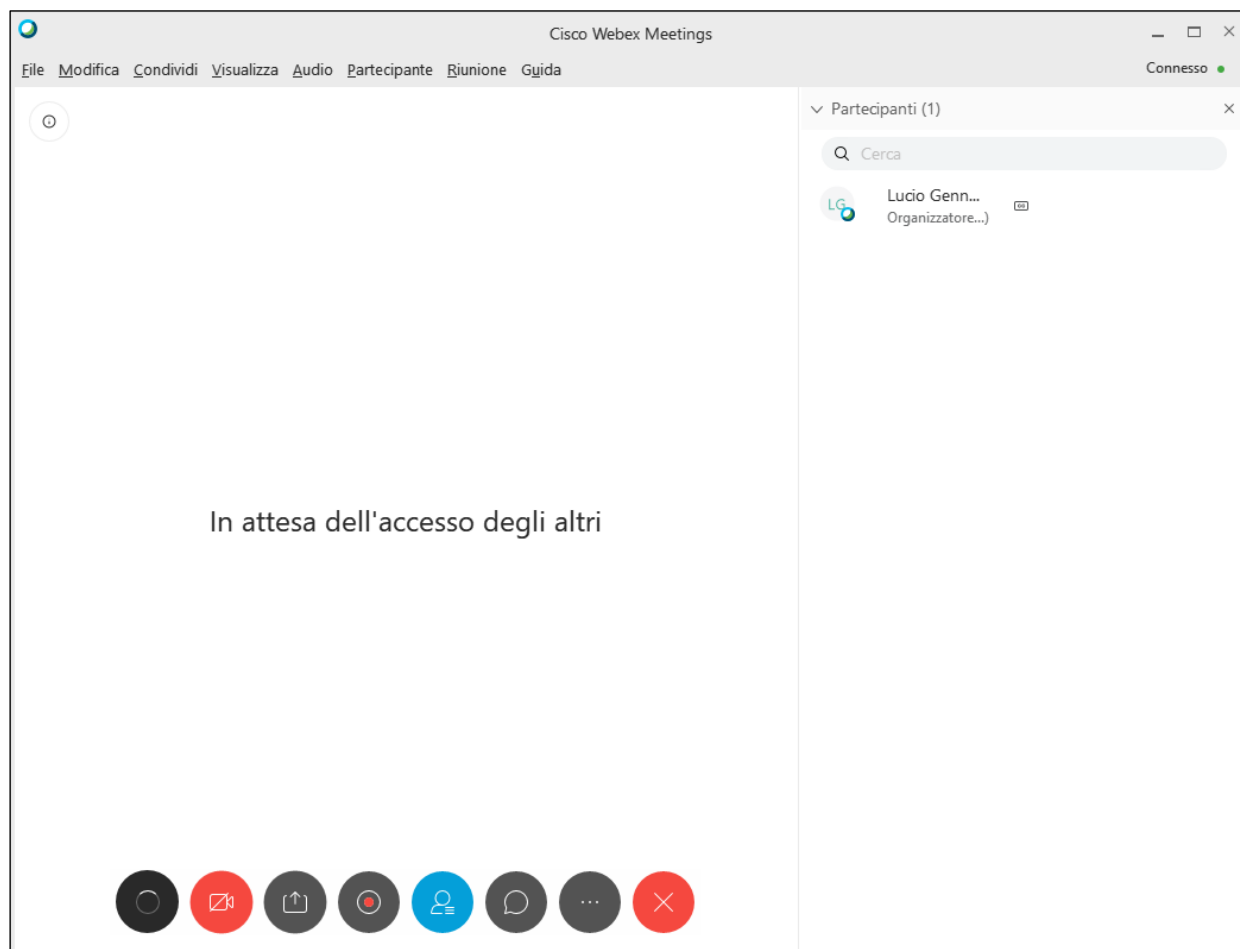 Cisco Webex Meetings
File Modifica Condividi Visualizza Audio Partecipante Riunione Guida
Connesso
Partecipanti (1)
Cerca
LG
Lucio Genn...
Organizzatore...)
In attesa dell'accesso degli altri